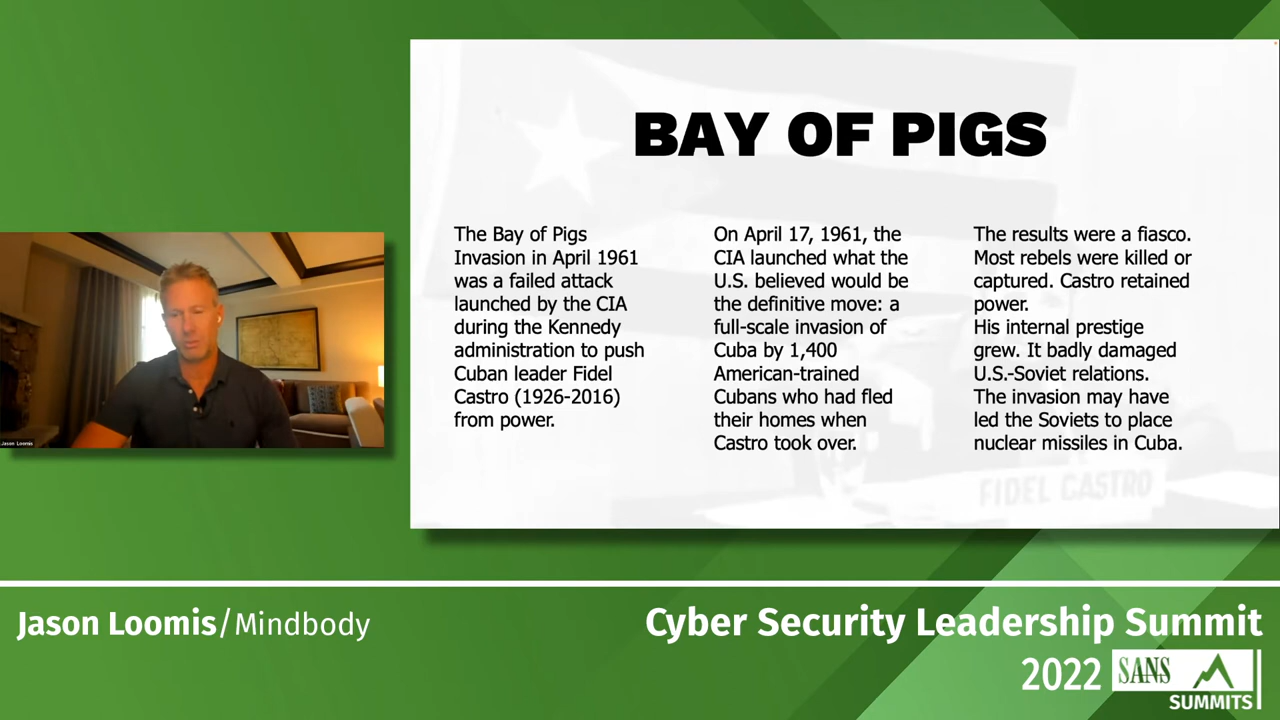 BAY OF PIGS
The Bay of Pigs
Invasion in April 1961
was a failed attack
launched by the CIA
during the Kennedy
administration to push
Cuban leader Fidel
Castro (1926-2016)
from power.
On April 17, 1961, the
CIA launched what the
U.S. believed would be
the definitive move: a
full-scale invasion of
Cuba by 1,400
American-trained
Cubans who had fled
their homes when
Castro took over.
The results were a fiasco.
Most rebels were killed or
captured. Castro retained
power.
His internal prestige
grew. It badly damaged
U.S.-Soviet relations.
The invasion may have
led the Soviets to place
nuclear missiles in Cuba.
FIDEL CASTRO
Jason Loomis
Jason Loomis/Mindbody
Cyber Security Leadership Summit
2022
SANS
SUMMITS